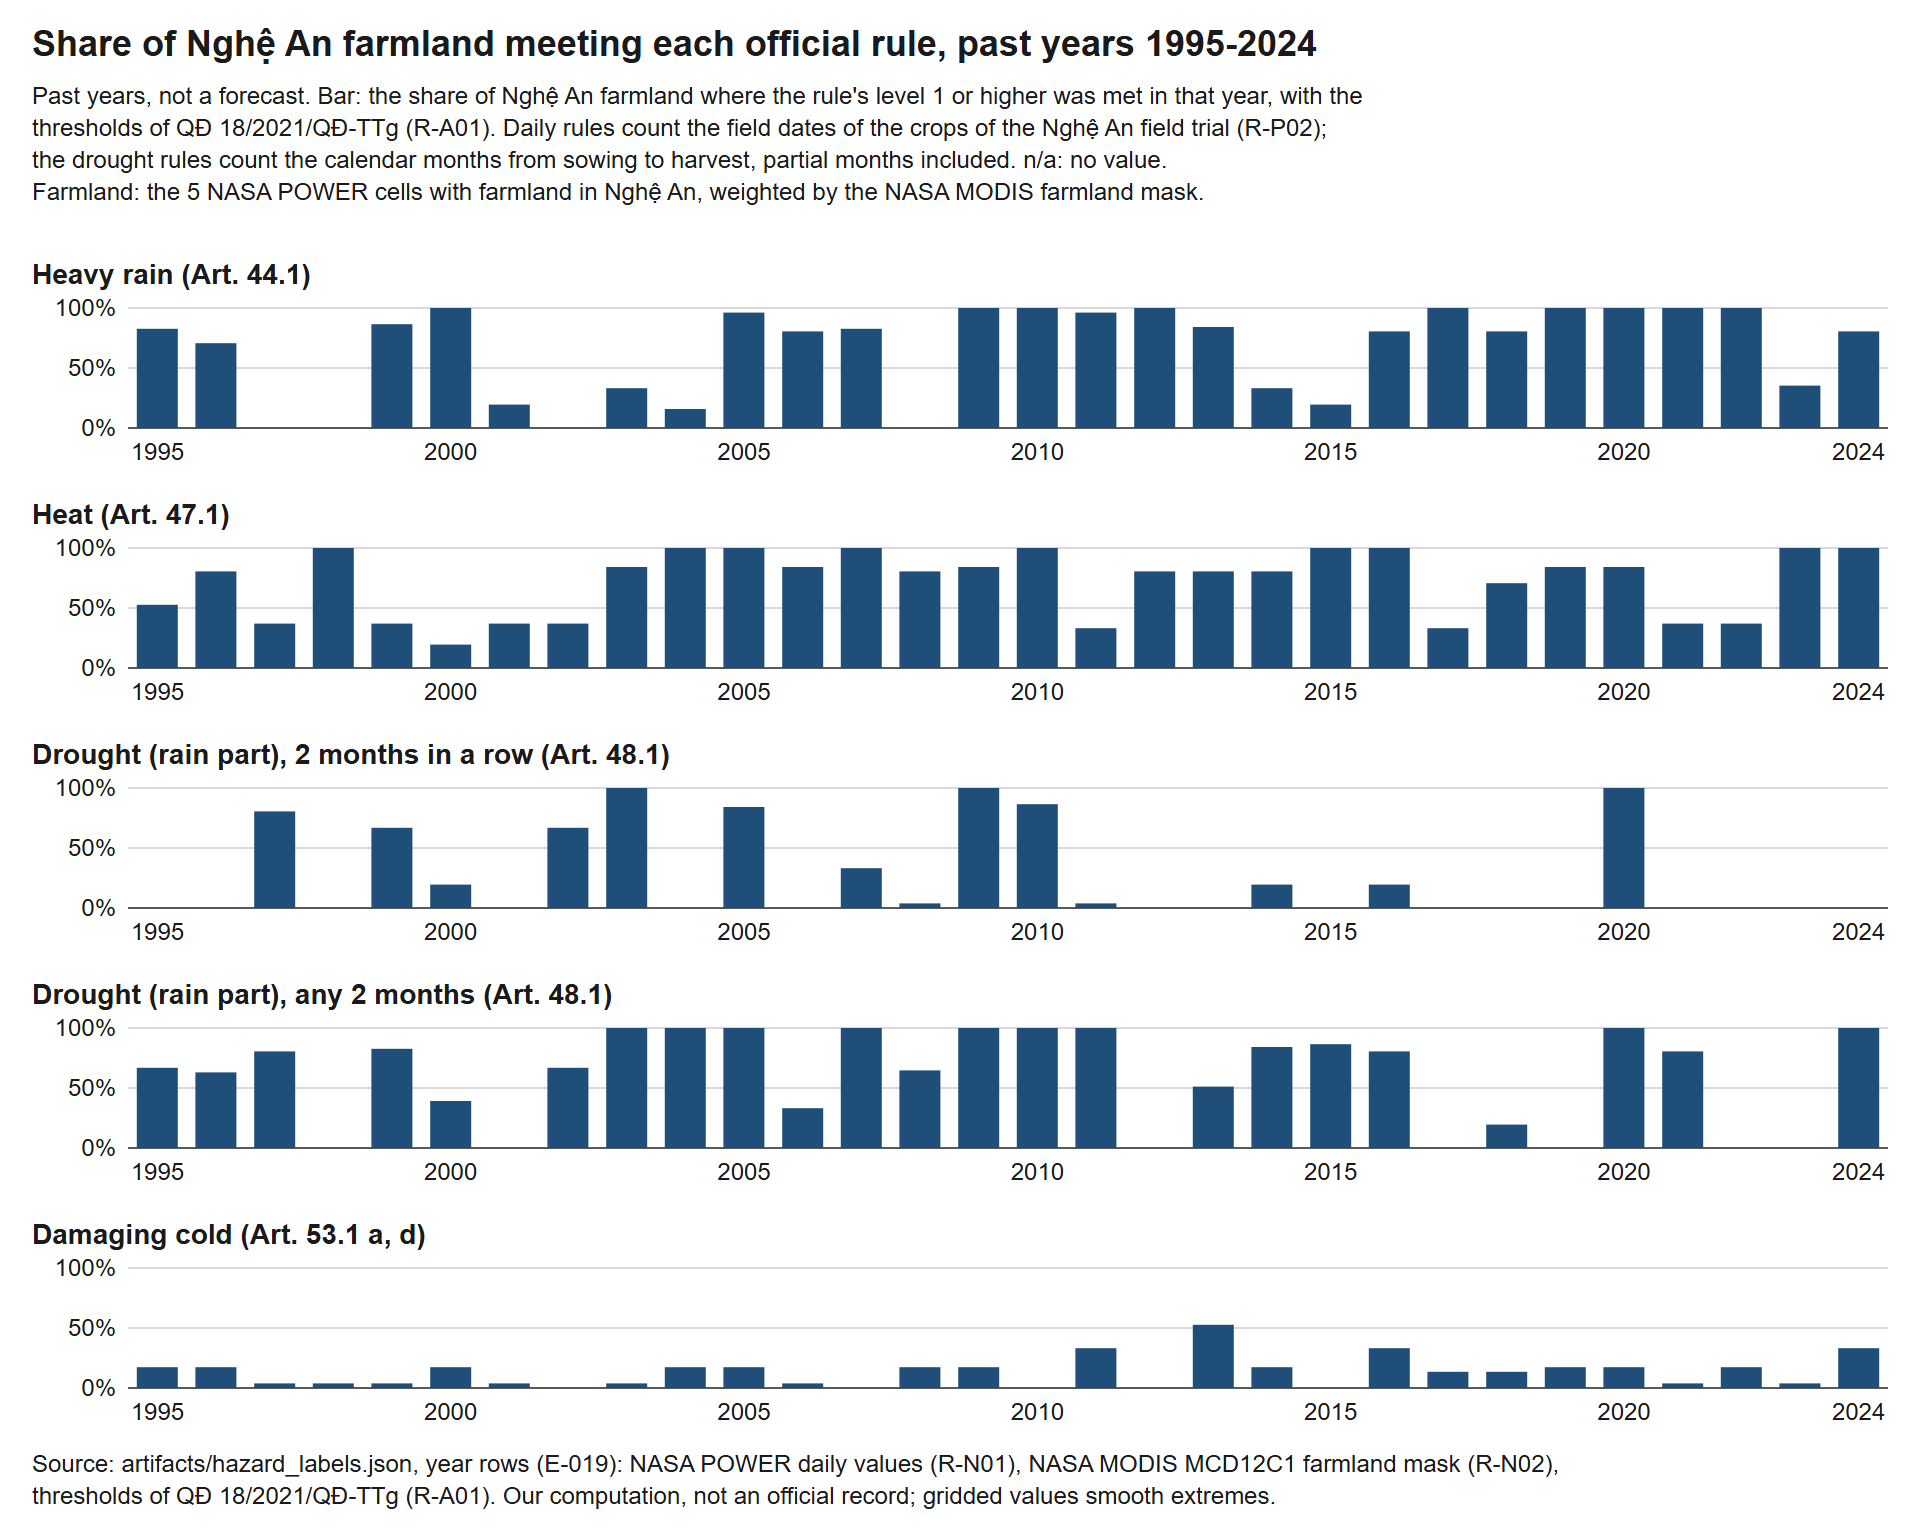 Share of Nghệ An farmland meeting each official rule, past years 1995-2024
Past years, not a forecast. Bar: the share of Nghệ An farmland where the rule's level 1 or higher was met in that year, with the
thresholds of QĐ 18/2021/QĐ-TTg (R-A01). Daily rules count the field dates of the crops of the Nghệ An field trial (R-P02);
the drought rules count the calendar months from sowing to harvest, partial months included. n/a: no value.
Farmland: the 5 NASA POWER cells with farmland in Nghệ An, weighted by the NASA MODIS farmland mask.
Heavy rain (Art. 44.1)
100%
50%
0%
1995 2000 2005 2010 2015 2020 2024
Heat (Art. 47.1)
100%
50%
0%
1995 2000 2005 2010 2015 2020 2024
Drought (rain part), 2 months in a row (Art. 48.1)
100%
50%
0%
1995 2000 2005 2010 2015 2020 2024
Drought (rain part), any 2 months (Art. 48.1)
100%
50%
0%
1995 2000 2005 2010 2015 2020 2024
Damaging cold (Art. 53.1 a, d)
100%
50%
0%
1995 2000 2005 2010 2015 2020 2024
Source: artifacts/hazard_labels.json, year rows (E-019): NASA POWER daily values (R-N01), NASA MODIS MCD12C1 farmland mask (R-N02),
thresholds of QĐ 18/2021/QĐ-TTg (R-A01). Our computation, not an official record; gridded values smooth extremes.